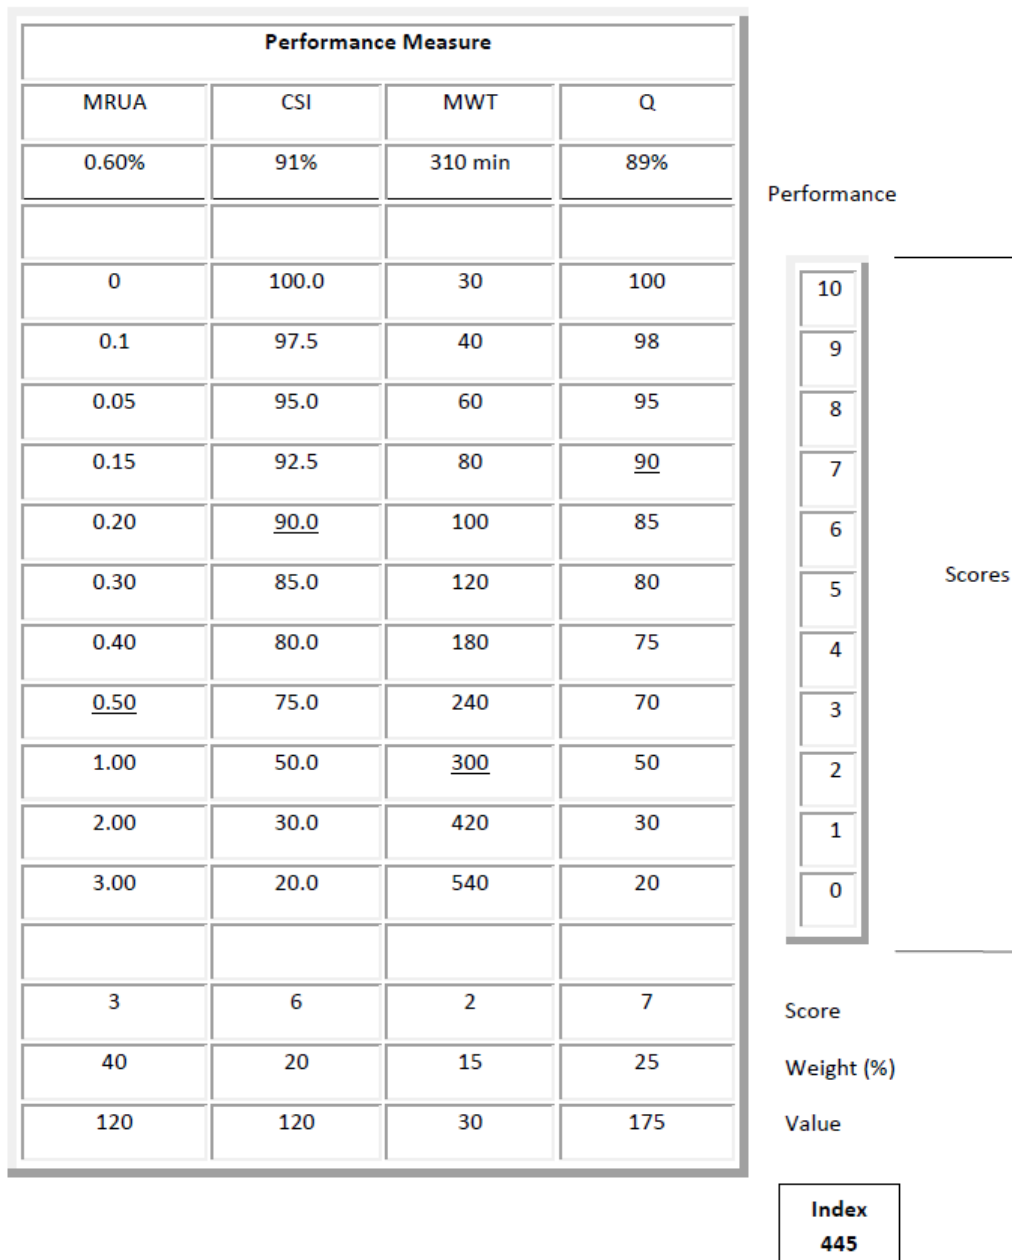 Performance Measure
MRUA CSI MWT Q
0.60% 91% 310 min 89%
Performance
0 100.0 30 100 10
0.1 97.5 40 98 9
0.05 95.0 60 95 8
0.15 92.5 80 90 7
0.20 90.0 100 85 6
0.30 85.0 120 80 5
Scores
0.40 80.0 180 75 4
0.50 75.0 240 70 3
1.00 50.0 300 50 2
2.00 30.0 420 30 1
3.00 20.0 540 20 0
3 6 2 7 Score
40 20 15 25 Weight (%)
120 120 30 175 Value
Index
445